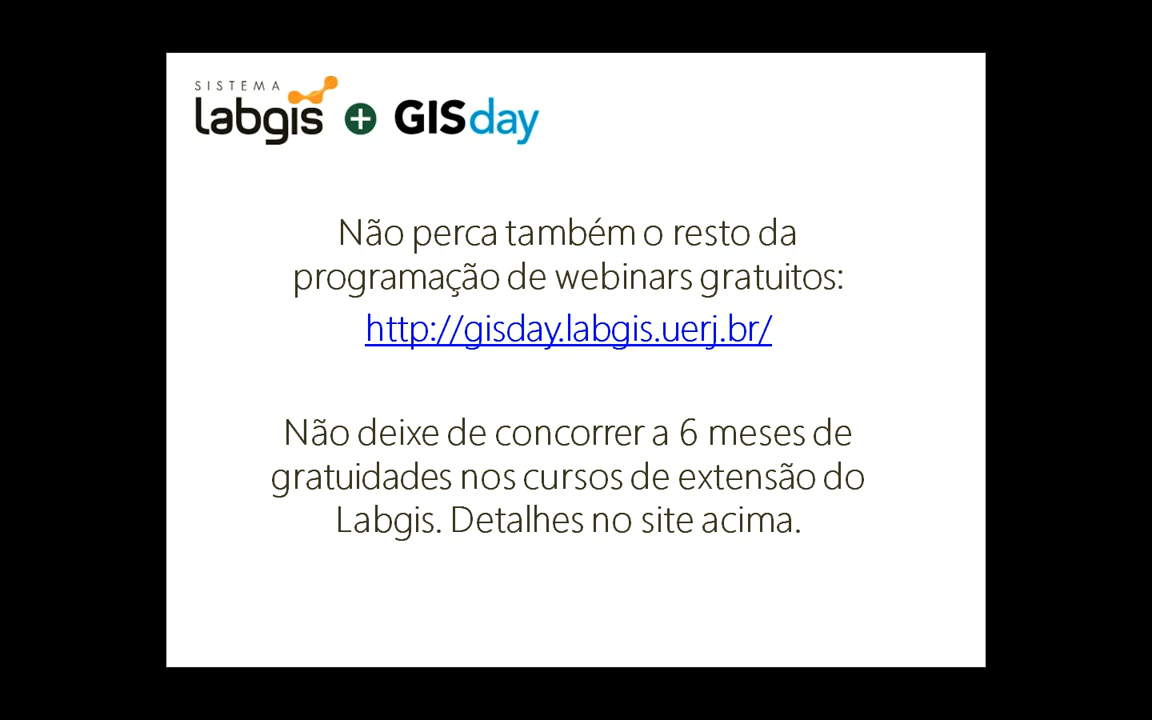 SISTEMA
labgis + GISday
Não perca também o resto da
programação de webinars gratuitos:
http://gisday.labgis.uerj.br/
Não deixe de concorrer a 6 meses de
gratuidades nos cursos de extensão do
Labgis. Detalhes no site acima.